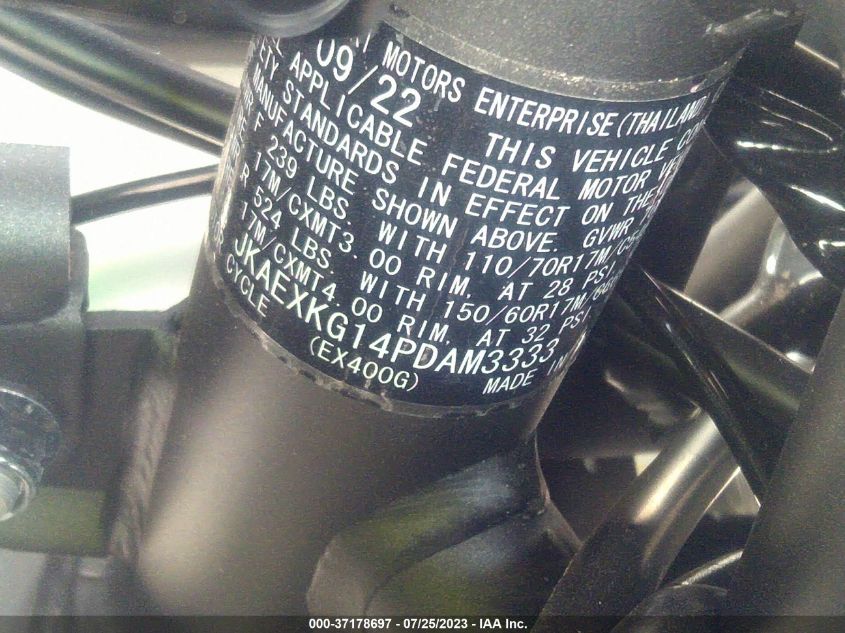 MOTORS ENTERPRISE (THAILAND)
09/22
THIS VEHICLE
APPLICABLE FEDERAL MOTOR
STANDARDS IN EFFECT ON THE
MANUFACTURE SHOWN ABOVE. GVWR
F 239 LBS. WITH 110/70R17M/C
17M/CXMT3.00 RIM, AT 28 PSI
R 524 LBS. WITH 150/60R17M/
17M/CXMT4.00 RIM, AT 32 PSI
JKAEXKG14PDAM3333
CYCLE
(EX400G)
MADE IN
000-37178697 - 07/25/2023 - IAA Inc.